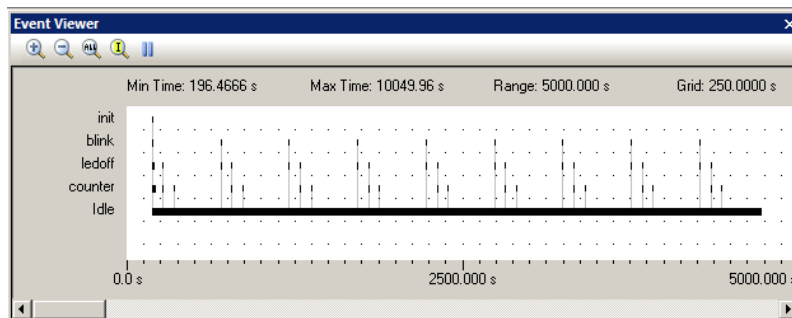 Event Viewer
ALL I
Min Time: 196.4666 s Max Time: 10049.96 s Range: 5000.000 s Grid: 250.0000 s
init
blink
ledoff
counter
Idle
0.0 s 2500.000 s 5000.000 s